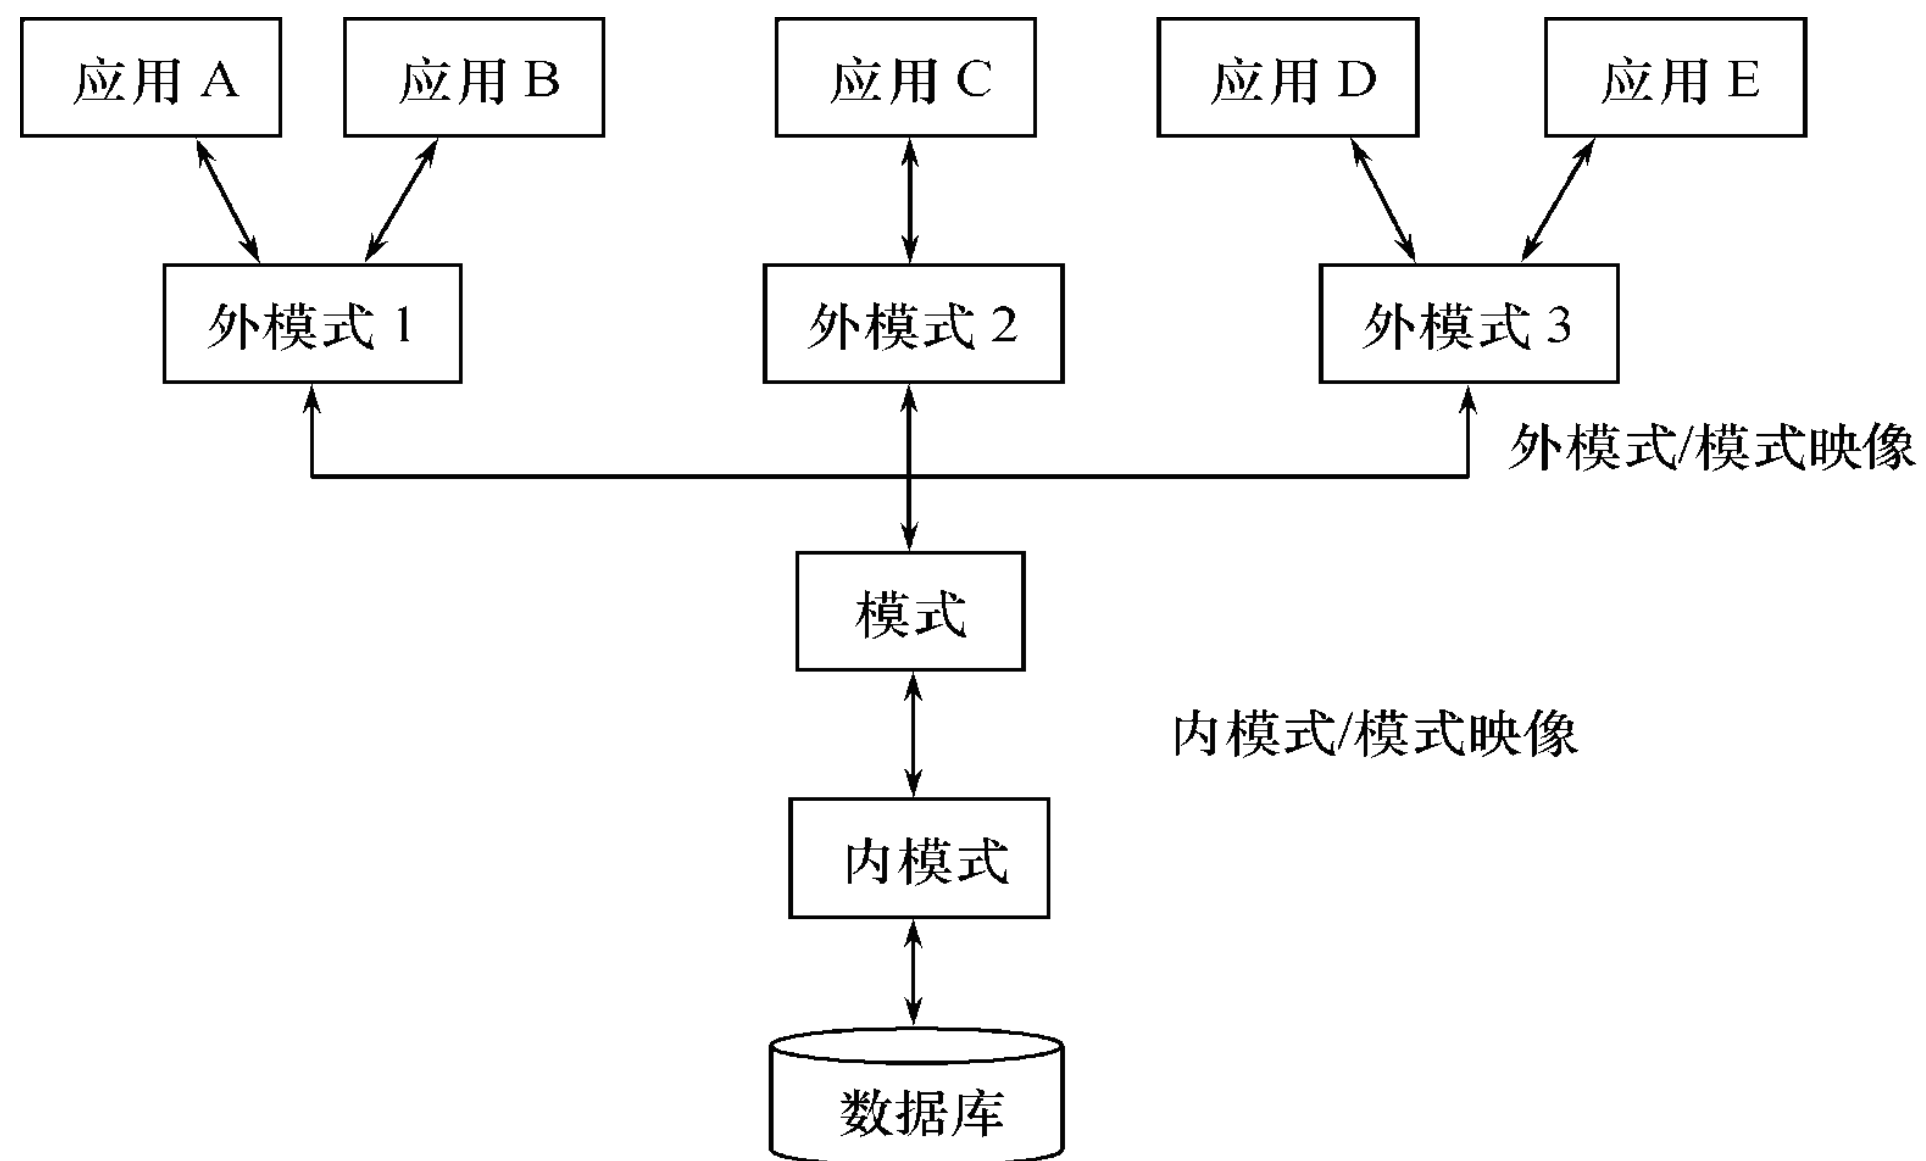 应用 A
应用 B
应用 C
应用 D
应用 E
外模式 1
外模式 2
外模式 3
外模式/模式映像
模式
内模式/模式映像
内模式
数据库